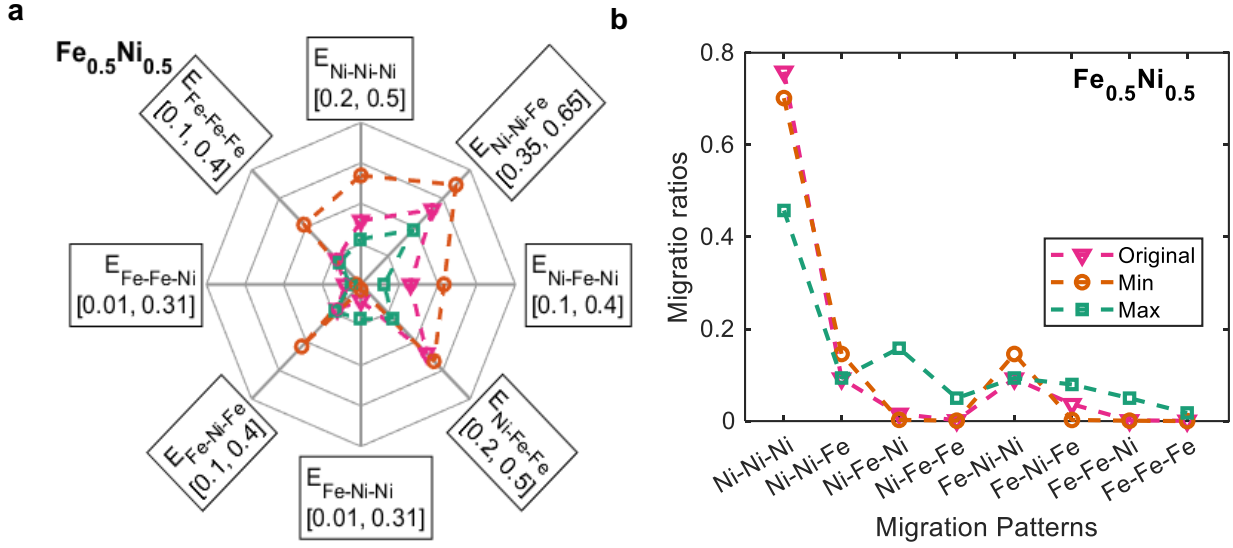 a
Fe0.5Ni0.5
ENi-Ni-Ni
[0.2, 0.5]
ENi-Ni-Fe
[0.35, 0.65]
ENi-Fe-Ni
[0.1, 0.4]
ENi-Fe-Fe
[0.2, 0.5]
EFe-Ni-Ni
[0.01, 0.31]
EFe-Ni-Fe
[0.1, 0.4]
EFe-Fe-Ni
[0.01, 0.31]
EFe-Fe-Fe
[0.1, 0.4]
b
Fe0.5Ni0.5
0.8
0.6
0.4
0.2
0
Migratio ratios
Original
Min
Max
Ni-Ni-Ni
Ni-Ni-Fe
Ni-Fe-Ni
Ni-Fe-Fe
Fe-Ni-Ni
Fe-Ni-Fe
Fe-Fe-Ni
Fe-Fe-Fe
Migration Patterns